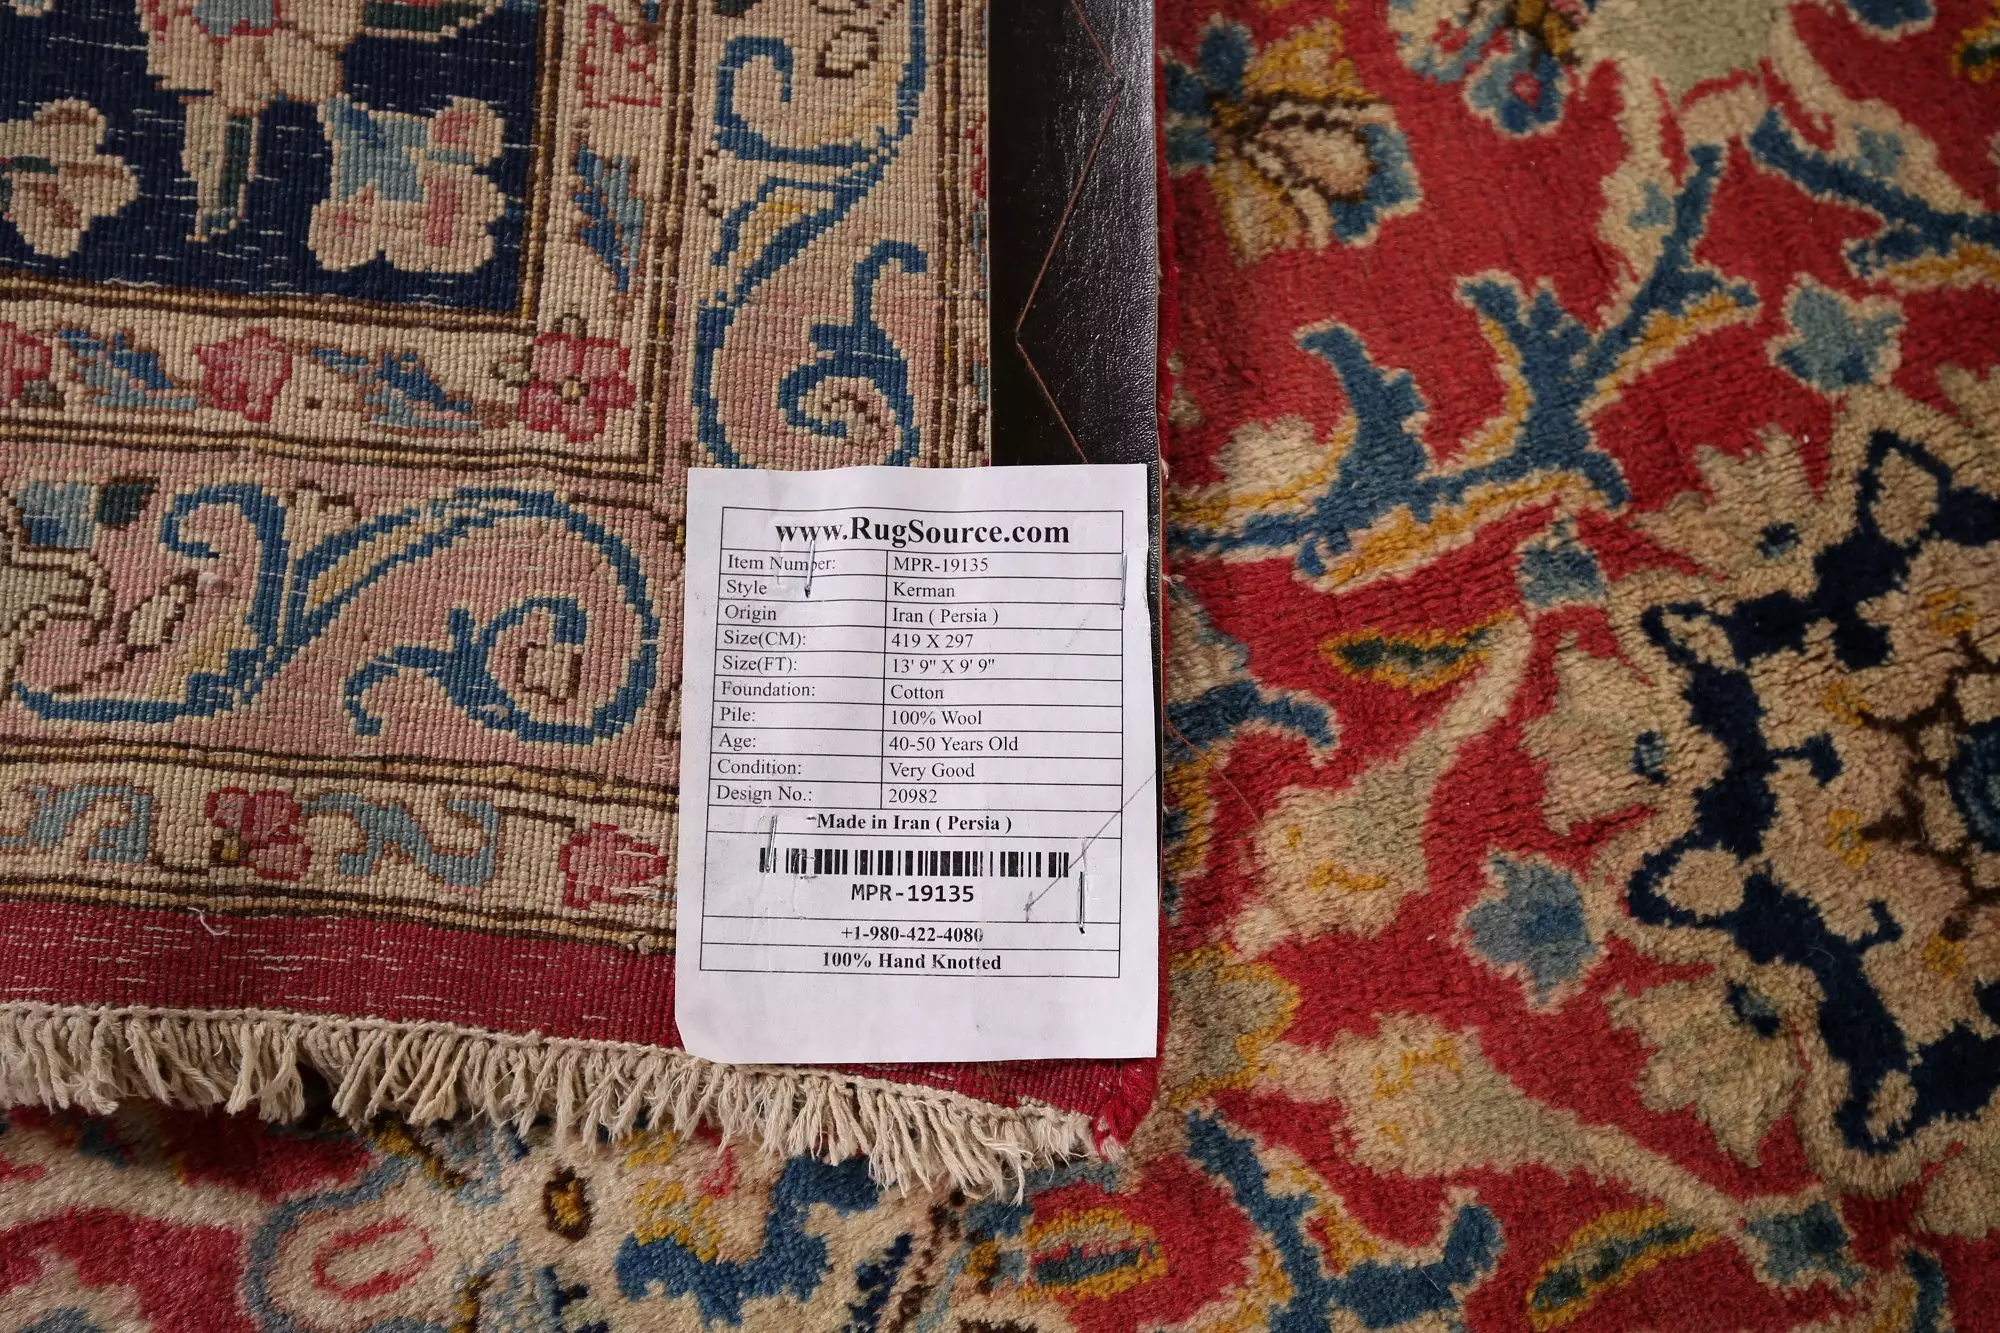 www.RugSource.com
Item Number: MPR-19135
Style Kerman
Origin Iran ( Persia )
Size(CM): 419 X 297
Size(FT): 13' 9" X 9' 9"
Foundation: Cotton
Pile: 100% Wool
Age: 40-50 Years Old
Condition: Very Good
Design No.: 20982
Made in Iran ( Persia )
MPR-19135
+1-980-422-4080
100% Hand Knotted